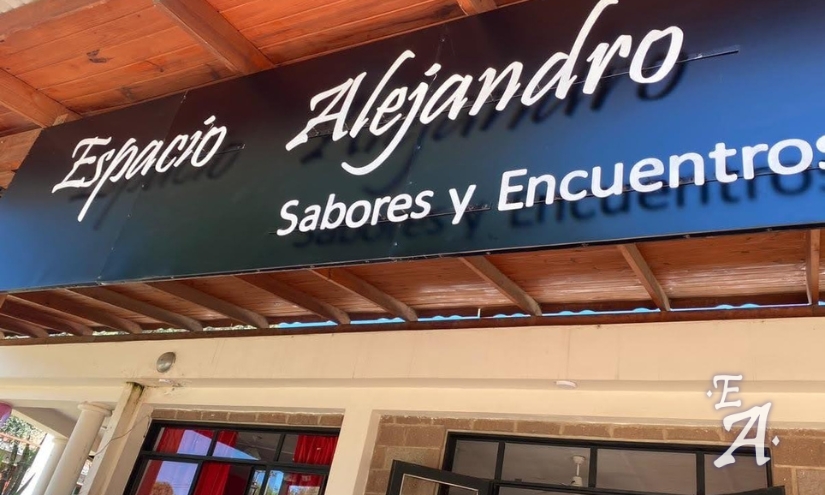 Espacio Alejandro
Sabores y Encuentros
E
A